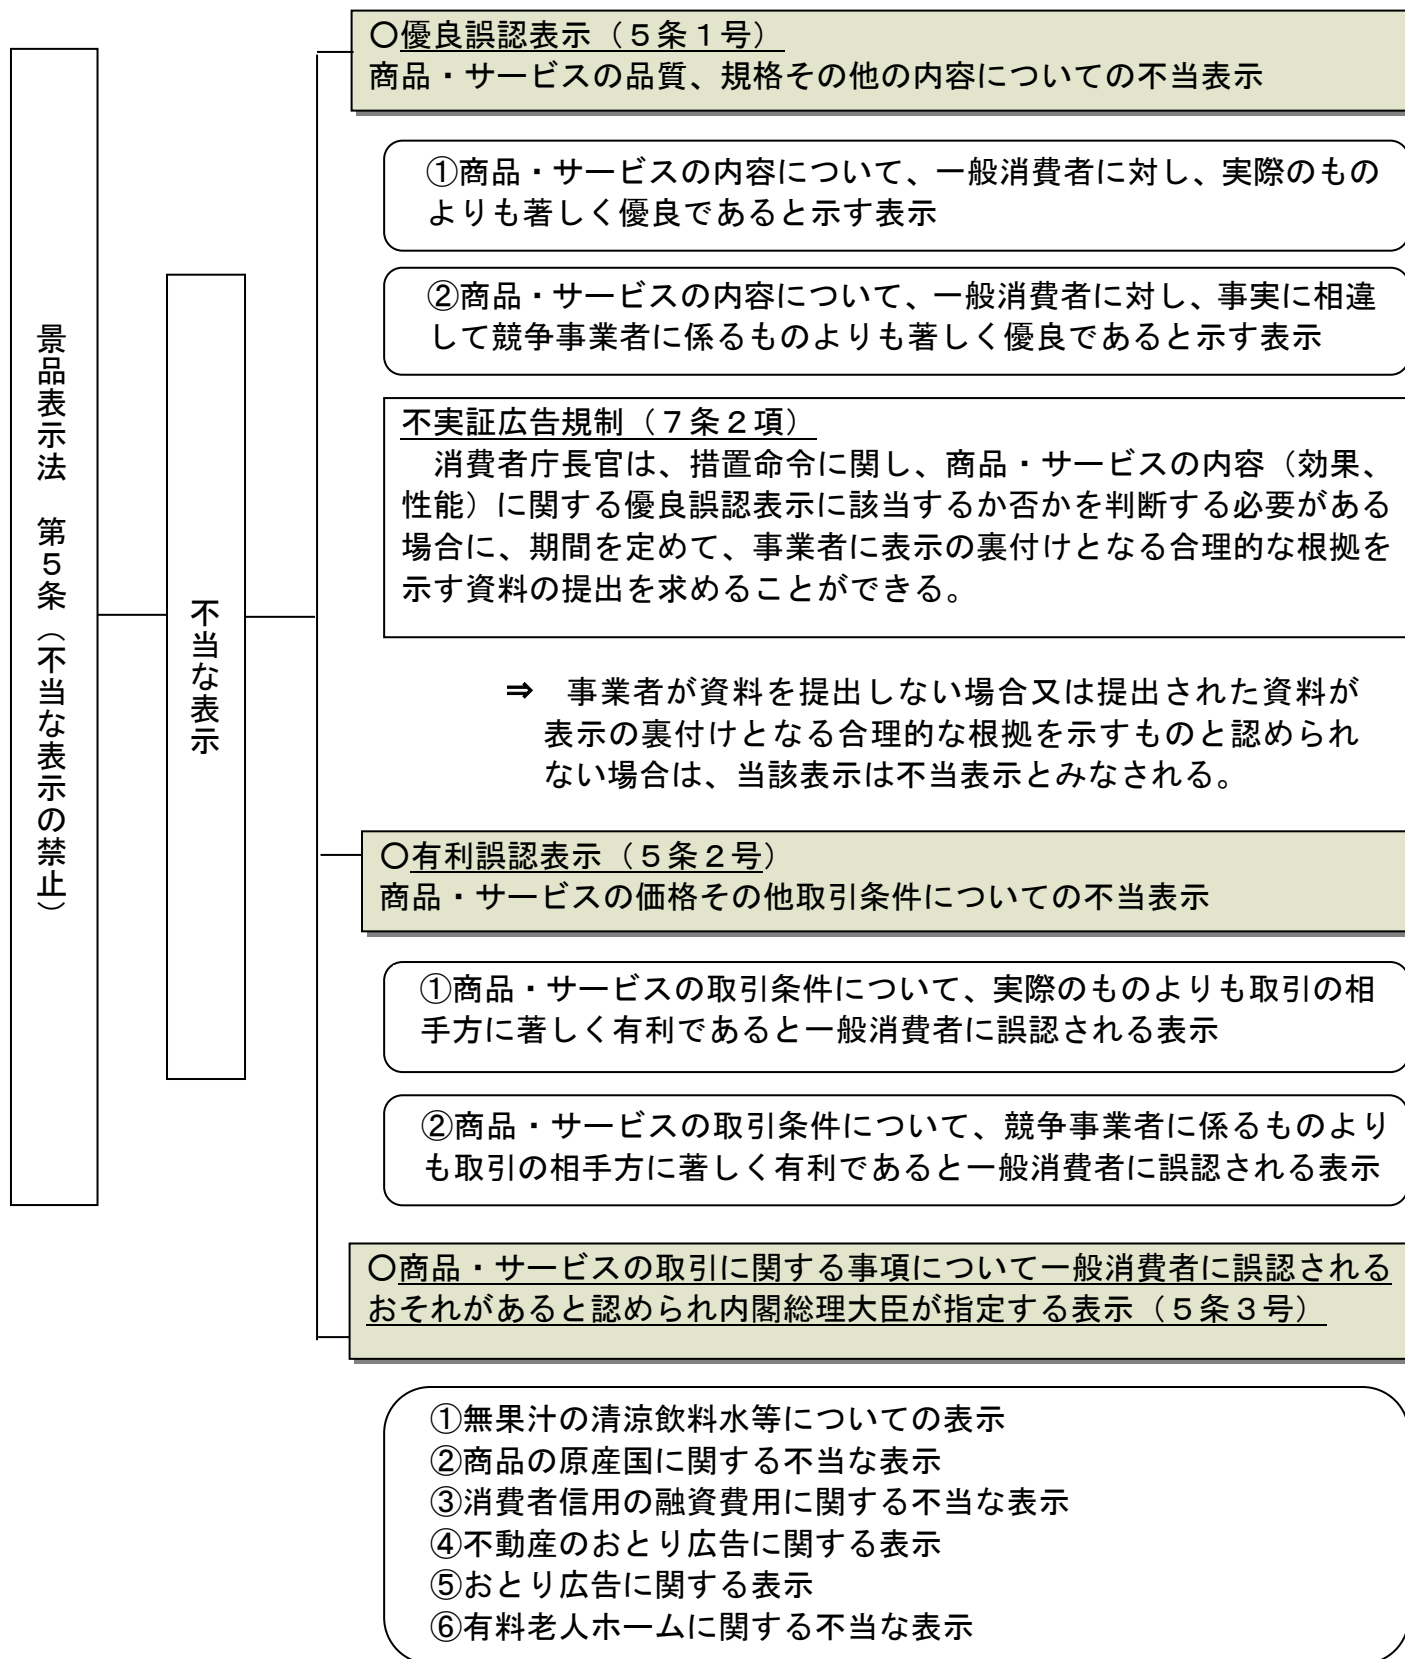 景品表示法　第５条（不当な表示の禁止）
不当な表示
○優良誤認表示（５条１号）
商品・サービスの品質、規格その他の内容についての不当表示
①商品・サービスの内容について、一般消費者に対し、実際のもの
よりも著しく優良であると示す表示
②商品・サービスの内容について、一般消費者に対し、事実に相違
して競争事業者に係るものよりも著しく優良であると示す表示
不実証広告規制（７条２項）
　消費者庁長官は、措置命令に関し、商品・サービスの内容（効果、
性能）に関する優良誤認表示に該当するか否かを判断する必要がある
場合に、期間を定めて、事業者に表示の裏付けとなる合理的な根拠を
示す資料の提出を求めることができる。
⇒　事業者が資料を提出しない場合又は提出された資料が
表示の裏付けとなる合理的な根拠を示すものと認められ
ない場合は、当該表示は不当表示とみなされる。
○有利誤認表示（５条２号）
商品・サービスの価格その他取引条件についての不当表示
①商品・サービスの取引条件について、実際のものよりも取引の相
手方に著しく有利であると一般消費者に誤認される表示
②商品・サービスの取引条件について、競争事業者に係るものより
も取引の相手方に著しく有利であると一般消費者に誤認される表示
○商品・サービスの取引に関する事項について一般消費者に誤認される
おそれがあると認められ内閣総理大臣が指定する表示（５条３号）
①無果汁の清涼飲料水等についての表示
②商品の原産国に関する不当な表示
③消費者信用の融資費用に関する不当な表示
④不動産のおとり広告に関する表示
⑤おとり広告に関する表示
⑥有料老人ホームに関する不当な表示